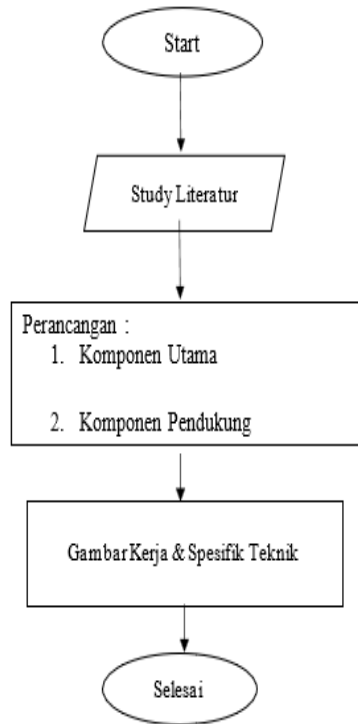 Start
Study Literatur
Perancangan :
1. Komponen Utama
2. Komponen Pendukung
Gambar Kerja & Spesifik Teknik
Selesai